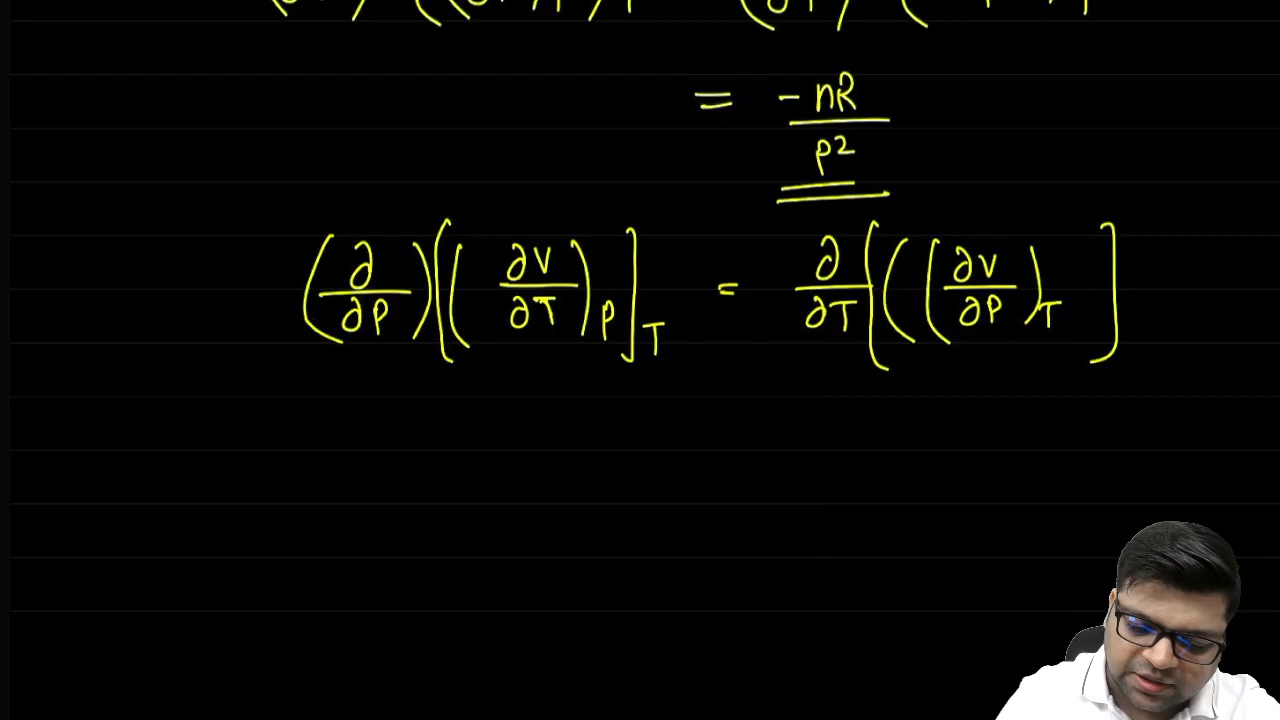 = -nR / P²
(∂/∂P)[((∂V/∂T)_P]_T = ∂/∂T[(((∂V/∂P)_T]